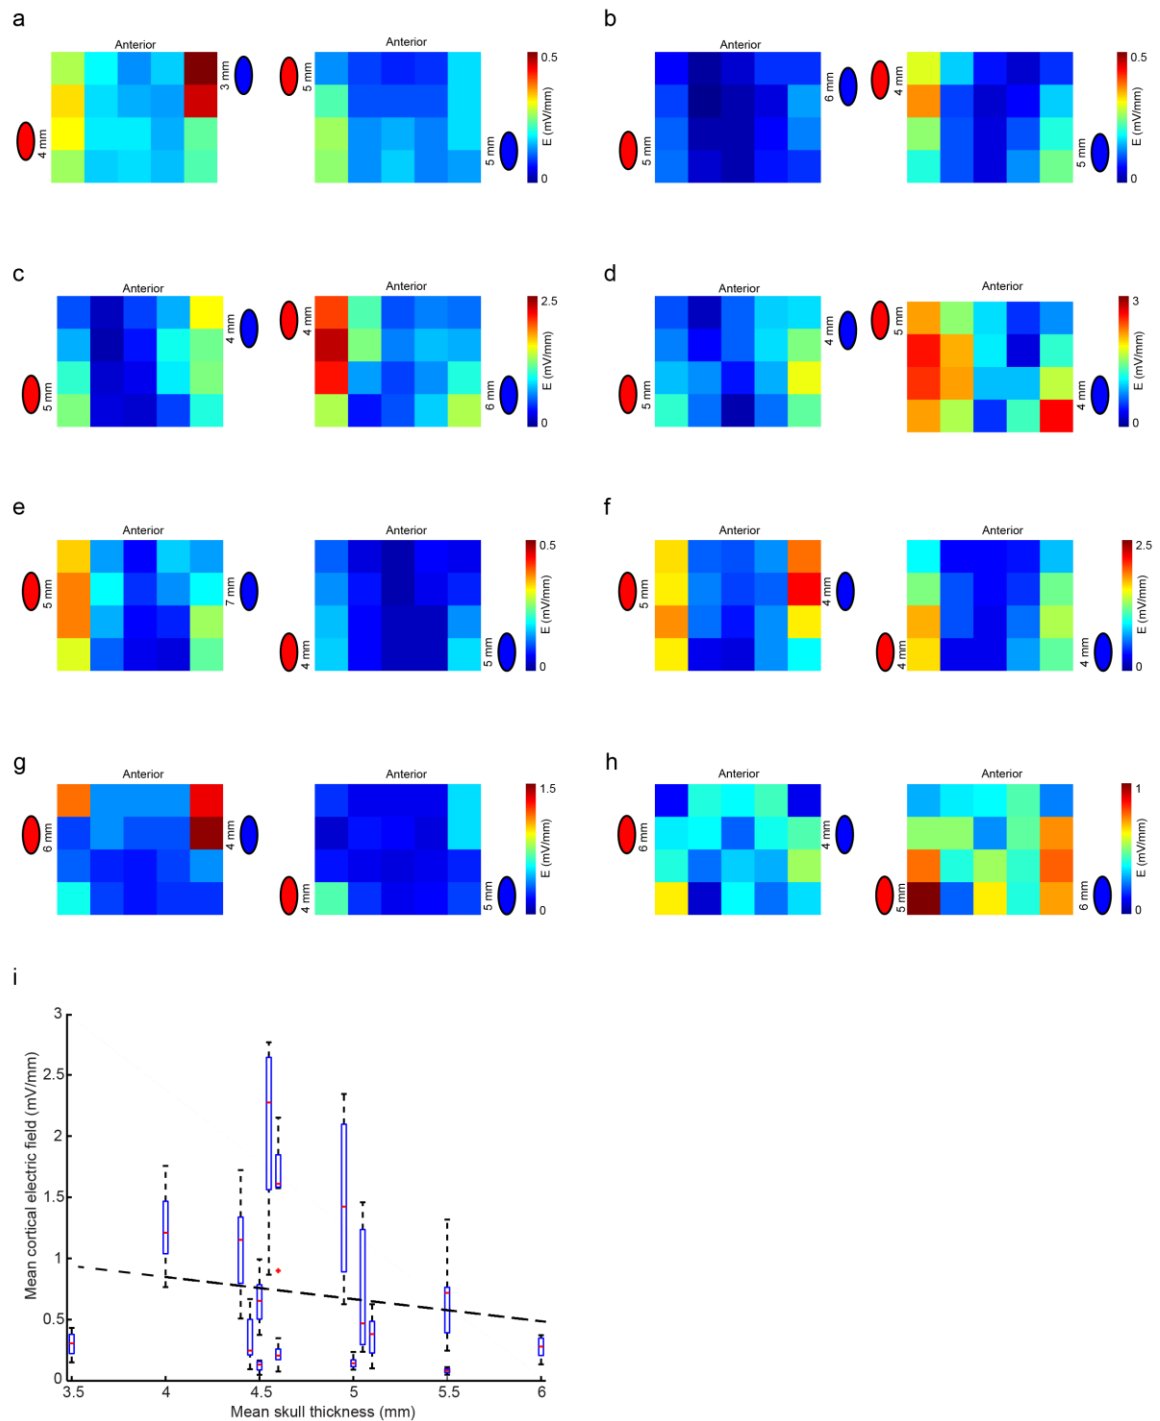 a
Anterior
4 mm
3 mm
5 mm
Anterior
5 mm
0.5
E (mV/mm)
0
b
Anterior
5 mm
6 mm
4 mm
Anterior
5 mm
0.5
E (mV/mm)
0
c
Anterior
5 mm
4 mm
4 mm
Anterior
6 mm
2.5
E (mV/mm)
0
d
Anterior
5 mm
4 mm
5 mm
Anterior
4 mm
3
E (mV/mm)
0
e
Anterior
5 mm
7 mm
4 mm
Anterior
5 mm
0.5
E (mV/mm)
0
f
Anterior
5 mm
4 mm
4 mm
Anterior
4 mm
2.5
E (mV/mm)
0
g
Anterior
6 mm
4 mm
4 mm
Anterior
5 mm
1.5
E (mV/mm)
0
h
Anterior
6 mm
4 mm
5 mm
Anterior
6 mm
1
E (mV/mm)
0
i
Mean cortical electric field (mV/mm)
3
2.5
2
1.5
1
0.5
0
3.5
4
4.5
5
5.5
6
Mean skull thickness (mm)